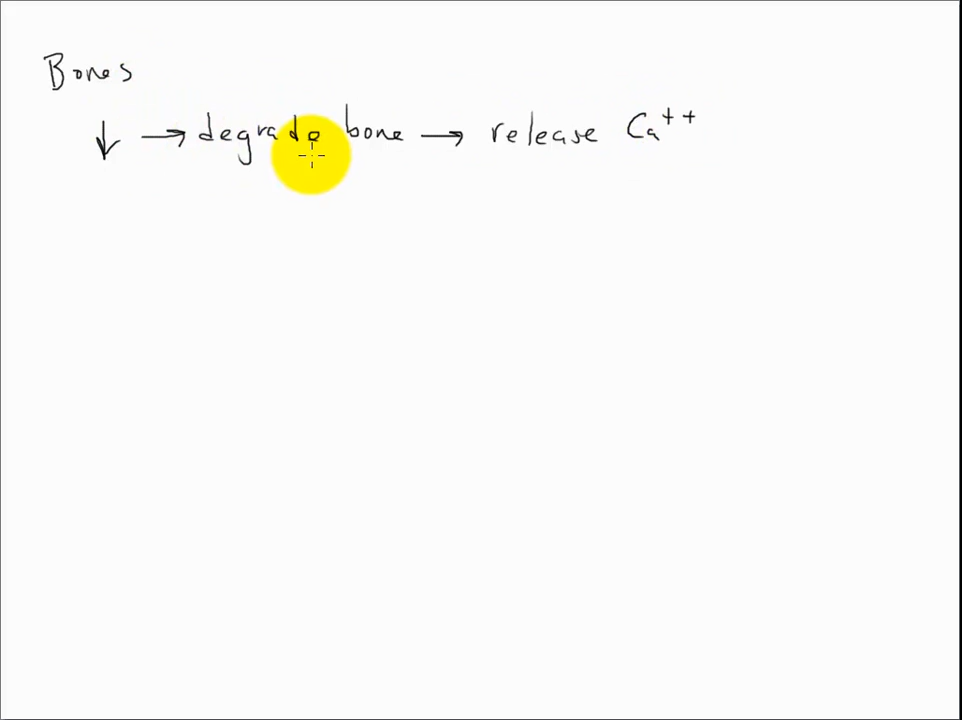 Bones
↓ → degrade bone → release Ca++